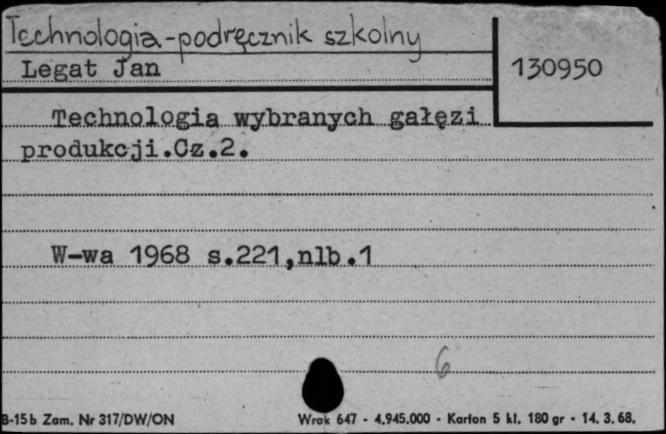 Technologia-podręcznik szkolny
Legat Jan
130950
Technologia wybranych gałęzi
produkcji.Cz.2.
W-wa 1968 s.221,nlb.1
6
B-15b Zam. Nr 317/DW/ON
Wrak 647 - 4.945.000 - Karton 5 kl. 180 gr - 14. 3. 68.